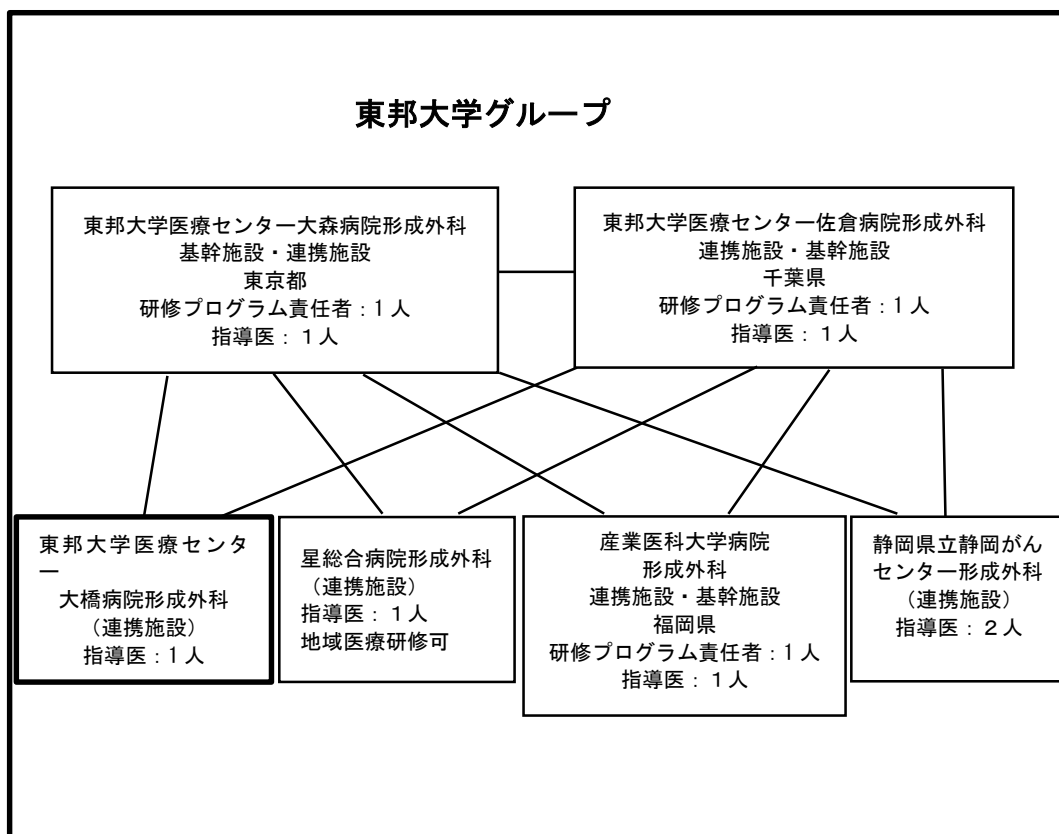 東邦大学グループ
東邦大学医療センター大森病院形成外科
基幹施設・連携施設
東京都
研修プログラム責任者：1人
指導医：１人
東邦大学医療センター佐倉病院形成外科
連携施設・基幹施設
千葉県
研修プログラム責任者：1人
指導医：１人
東邦大学医療センタ
ー
大橋病院形成外科
（連携施設）
指導医：1人
星総合病院形成外科
（連携施設）
指導医：１人
地域医療研修可
産業医科大学病院
形成外科
連携施設・基幹施設
福岡県
研修プログラム責任者：1人
指導医：１人
静岡県立静岡がん
センター形成外科
（連携施設）
指導医：２人